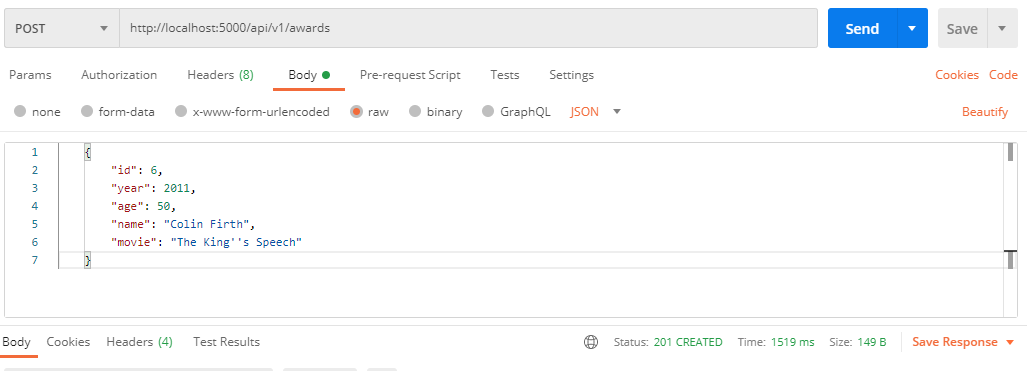 POST http://localhost:5000/api/v1/awards Send Save
Params Authorization Headers (8) Body Pre-request Script Tests Settings Cookies Code
none form-data x-www-form-urlencoded raw binary GraphQL JSON Beautify
1 {
2 "id": 6,
3 "year": 2011,
4 "age": 50,
5 "name": "Colin Firth",
6 "movie": "The King''s Speech"
7 }
Body Cookies Headers (4) Test Results Status: 201 CREATED Time: 1519 ms Size: 149 B Save Response